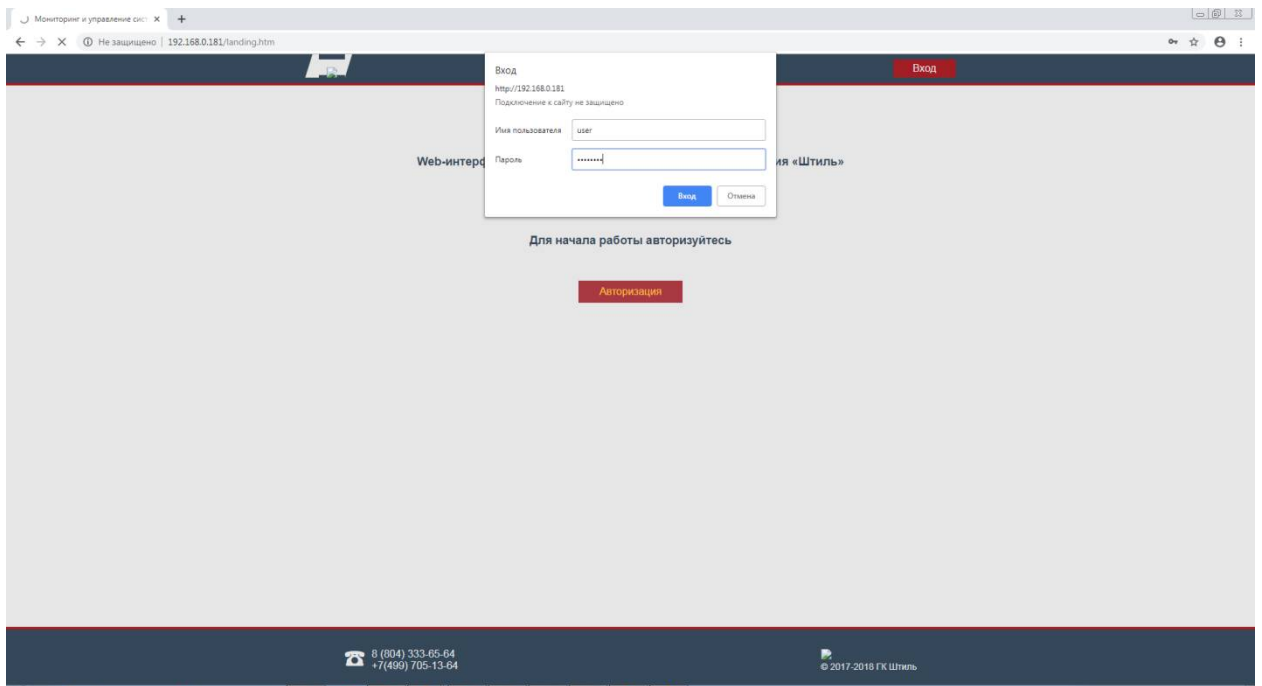 Мониторинг и управление сис
Не защищено | 192.168.0.181/landing.htm
Вход
Вход
http://192.168.0.181
Подключение к сайту не защищено
Имя пользователя user
Пароль ••••••••
Вход Отмена
Web-интерф ия «Штиль»
Для начала работы авторизуйтесь
Авторизация
8 (804) 333-65-64
+7(499) 705-13-64
© 2017-2018 ГК Штиль